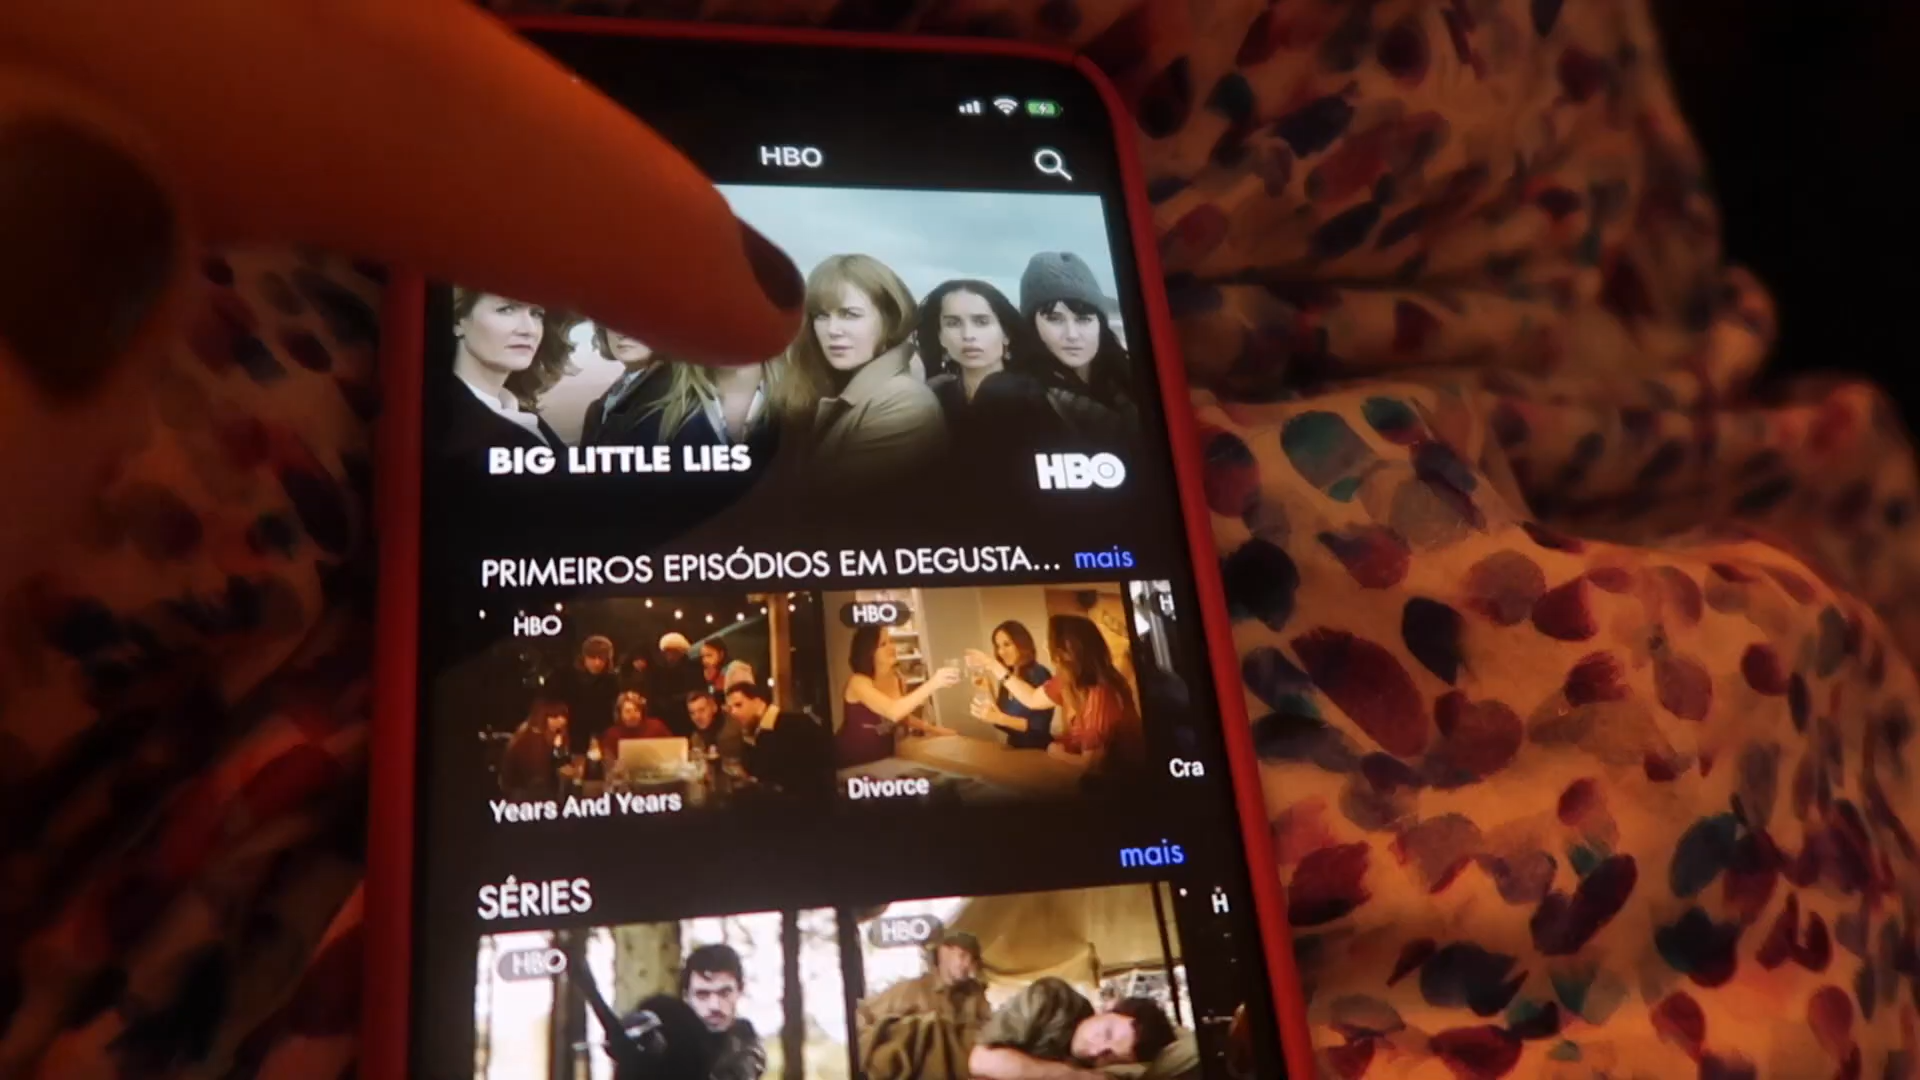 HBO
BIG LITTLE LIES
HBO
PRIMEIROS EPISÓDIOS EM DEGUSTA... mais
HBO
HBO
H
Years And Years
Divorce
Cra
mais
SÉRIES
HBO
HBO
H